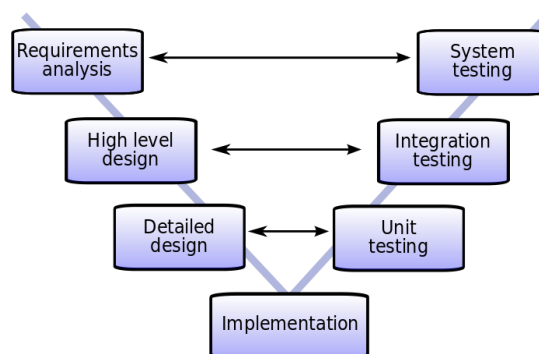 Requirements
analysis
System
testing
High level
design
Integration
testing
Detailed
design
Unit
testing
Implementation